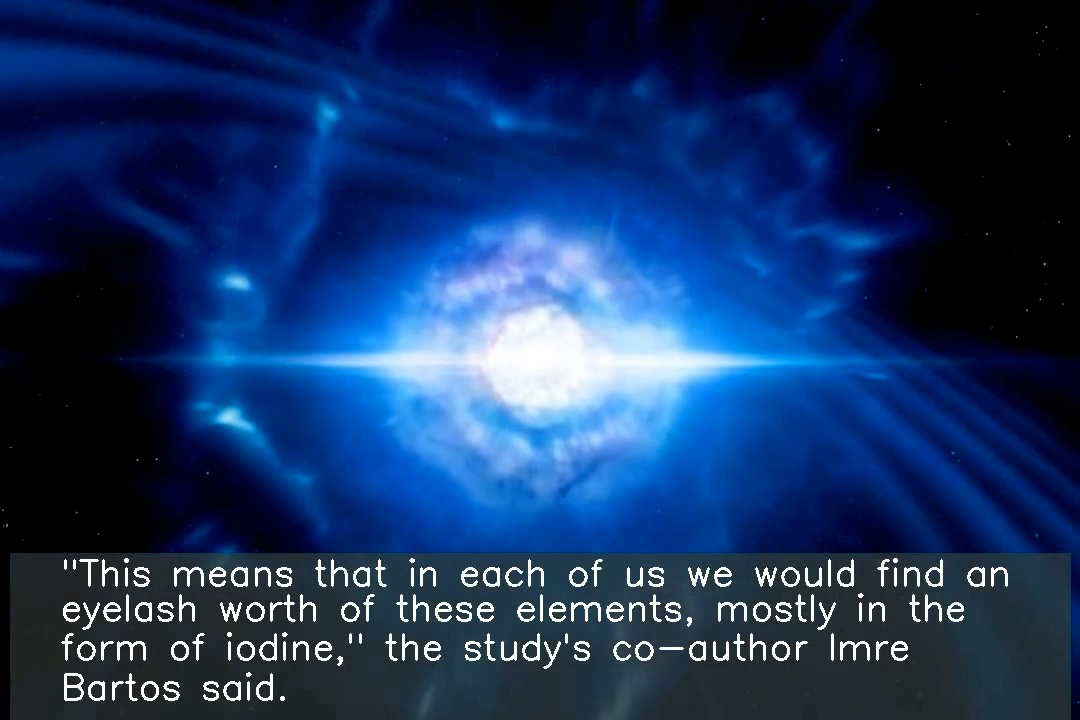 "This means that in each of us we would find an
eyelash worth of these elements, mostly in the
form of iodine," the study's co-author Imre
Bartos said.